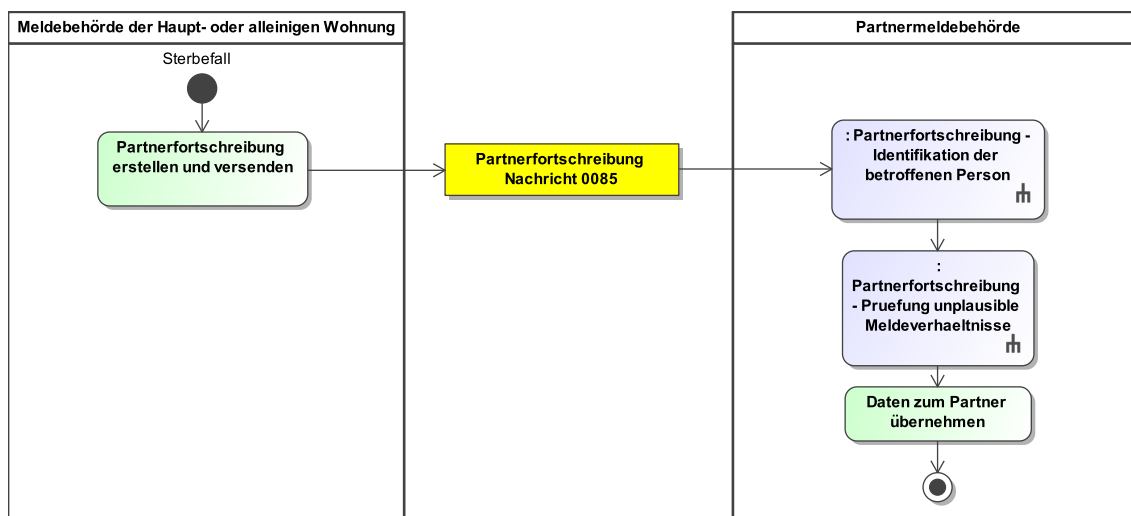 Meldebehörde der Haupt- oder alleinigen Wohnung
Sterbefall
Partnerfortschreibung
erstellen und versenden
Partnerfortschreibung
Nachricht 0085
Partnermeldebehörde
: Partnerfortschreibung -
Identifikation der
betroffenen Person
:
Partnerfortschreibung
- Pruefung unplausible
Meldeverhaeltnisse
Daten zum Partner
übernehmen